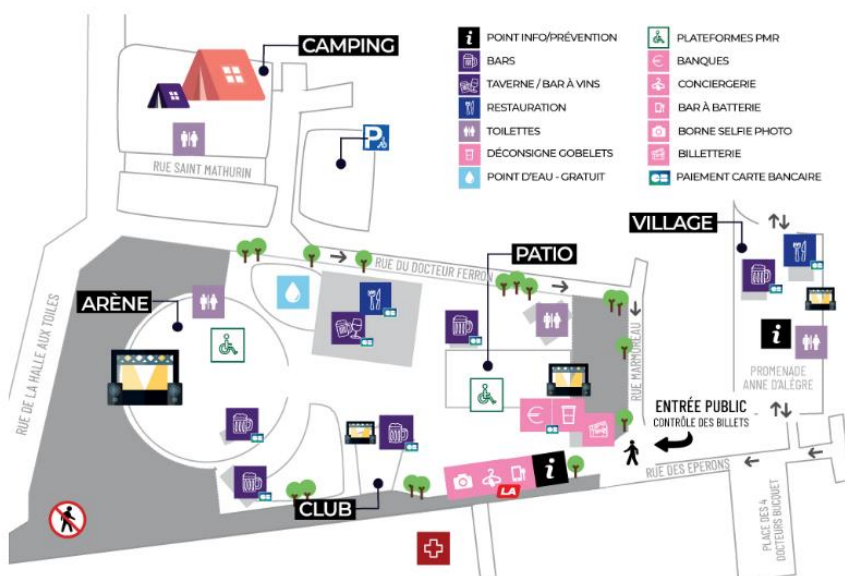 CAMPING
RUE SAINT MATHURIN
P
i POINT INFO/PRÉVENTION
BARS
TAVERNE / BAR À VINS
RESTAURATION
TOILETTES
DÉCONSIGNE GOBELETS
POINT D'EAU - GRATUIT
PLATEFORMES PMR
€ BANQUES
CONCIERGERIE
BAR À BATTERIE
BORNE SELFIE PHOTO
BILLETTERIE
CB PAIEMENT CARTE BANCAIRE
VILLAGE
PATIO
RUE DU DOCTEUR FERRON
ARÈNE
RUE DE LA HALLE AUX TOILES
RUE MARMOREAU
i
PROMENADE
ANNE D'ALÈGRE
€
ENTRÉE PUBLIC
CONTRÔLE DES BILLETS
RUE DES EPERONS
i
LA
CLUB
PLACE DES 4
DOCTEURS BUCQUET